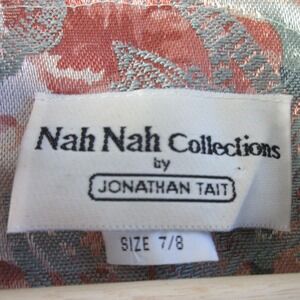 Nah Nah Collections
by
JONATHAN TAIT
SIZE 7/8